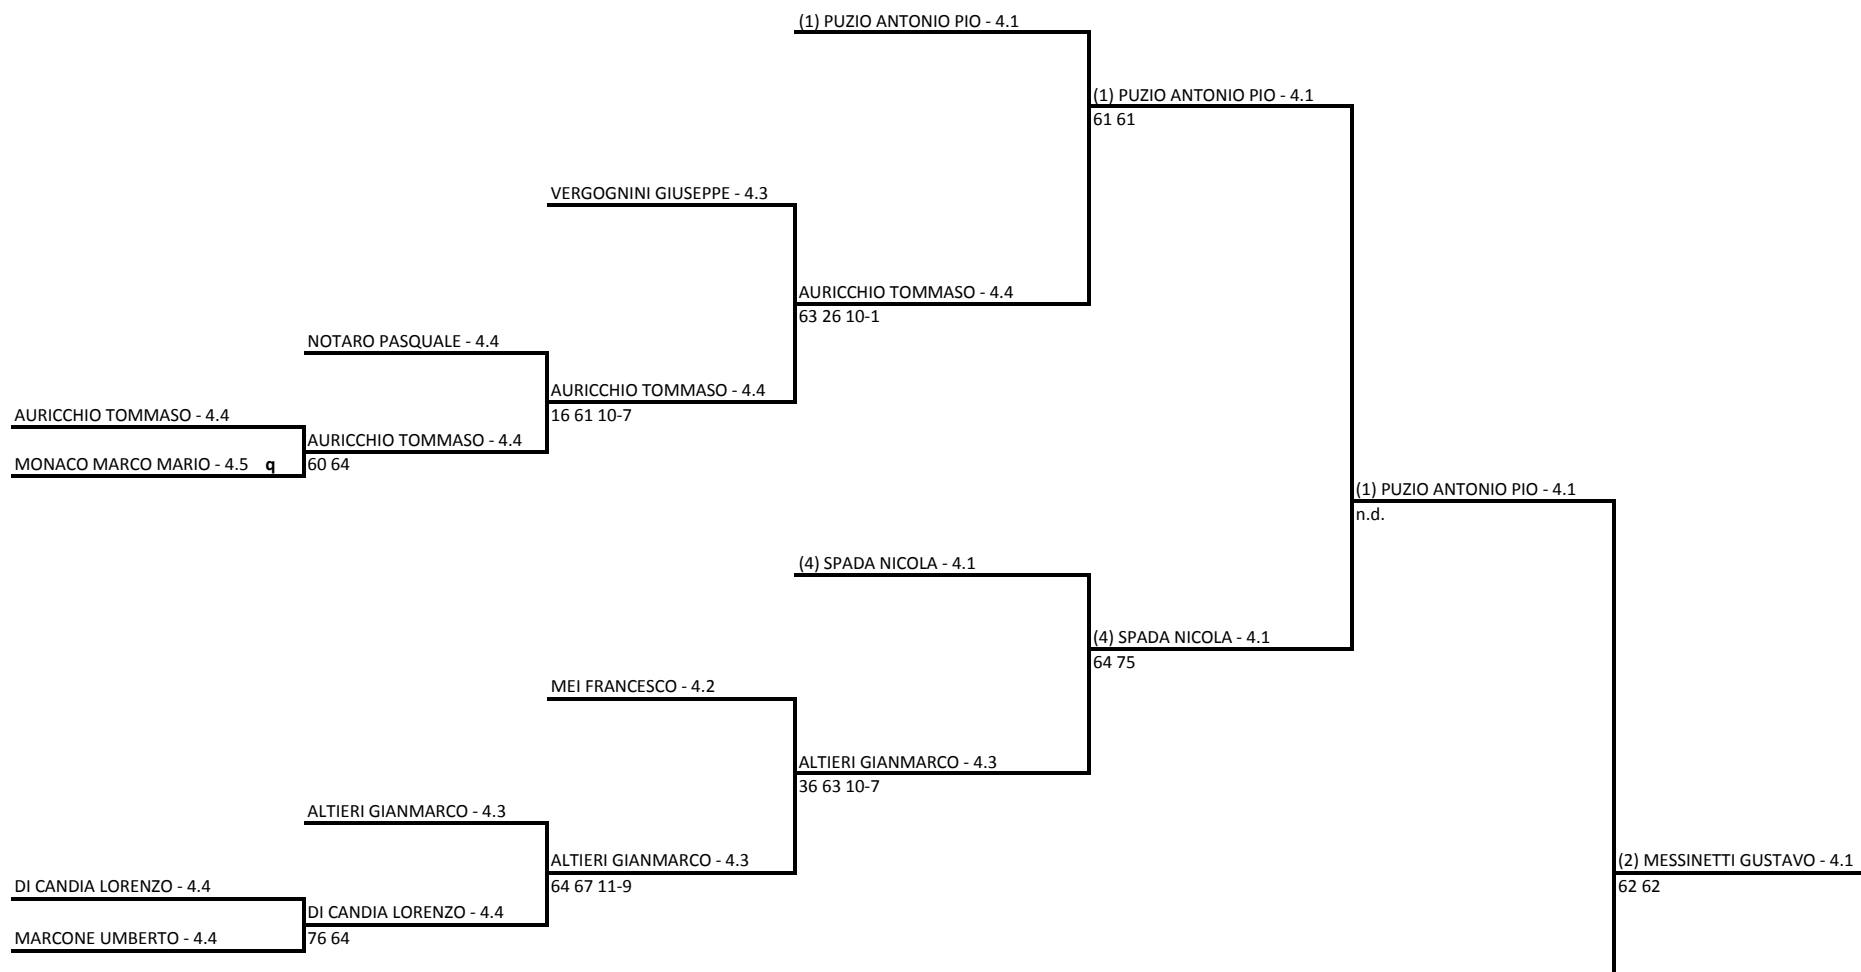 (1) PUZIO ANTONIO PIO - 4.1
(1) PUZIO ANTONIO PIO - 4.1
61 61
VERGOGNINI GIUSEPPE - 4.3
AURICCHIO TOMMASO - 4.4
63 26 10-1
NOTARO PASQUALE - 4.4
AURICCHIO TOMMASO - 4.4
16 61 10-7
AURICCHIO TOMMASO - 4.4
AURICCHIO TOMMASO - 4.4
60 64
MONACO MARCO MARIO - 4.5 q
(1) PUZIO ANTONIO PIO - 4.1
n.d.
(4) SPADA NICOLA - 4.1
(4) SPADA NICOLA - 4.1
64 75
MEI FRANCESCO - 4.2
ALTIERI GIANMARCO - 4.3
36 63 10-7
ALTIERI GIANMARCO - 4.3
ALTIERI GIANMARCO - 4.3
64 67 11-9
(2) MESSINETTI GUSTAVO - 4.1
62 62
DI CANDIA LORENZO - 4.4
DI CANDIA LORENZO - 4.4
76 64
MARCONE UMBERTO - 4.4